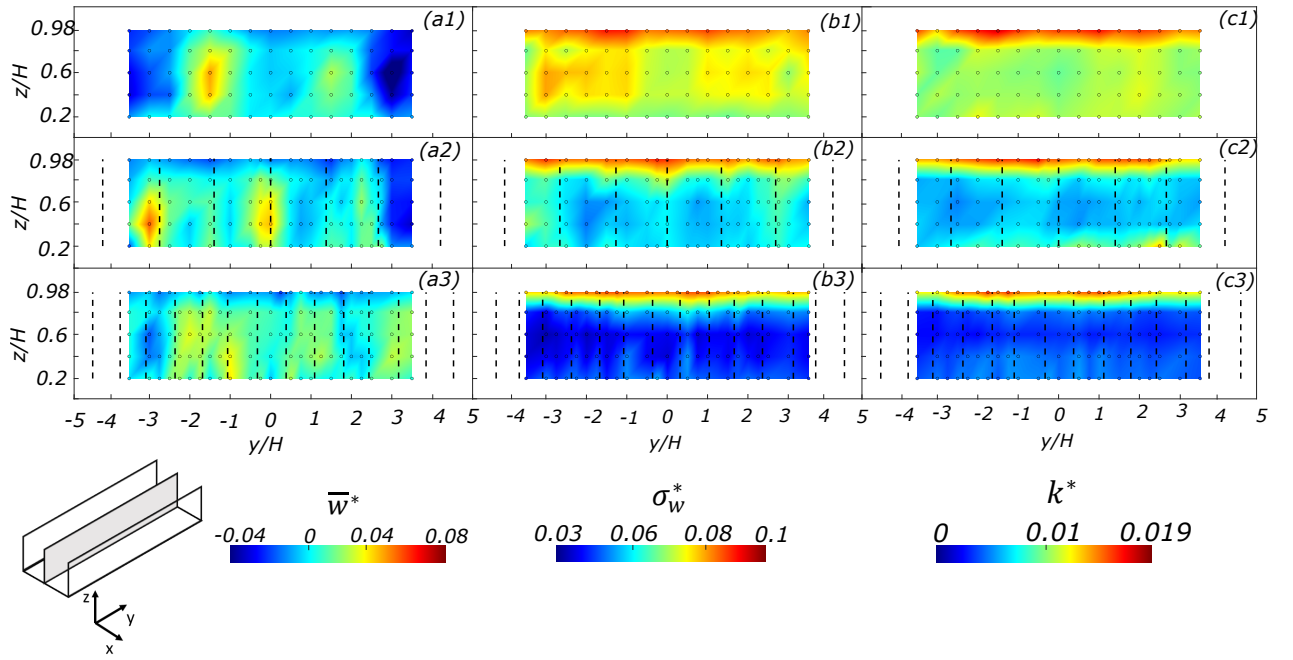 (a1) (b1) (c1)
0.98
z/H
0.6
0.2
(a2) (b2) (c2)
0.98
z/H
0.6
0.2
(a3) (b3) (c3)
0.98
z/H
0.6
0.2
-5 -4 -3 -2 -1 0 1 2 3 4 5 -4 -3 -2 -1 0 1 2 3 4 5 -4 -3 -2 -1 0 1 2 3 4 5
y/H y/H y/H
w̅* σw* k*
-0.04 0 0.04 0.08 0.03 0.06 0.08 0.1 0 0.01 0.019
z
y
x